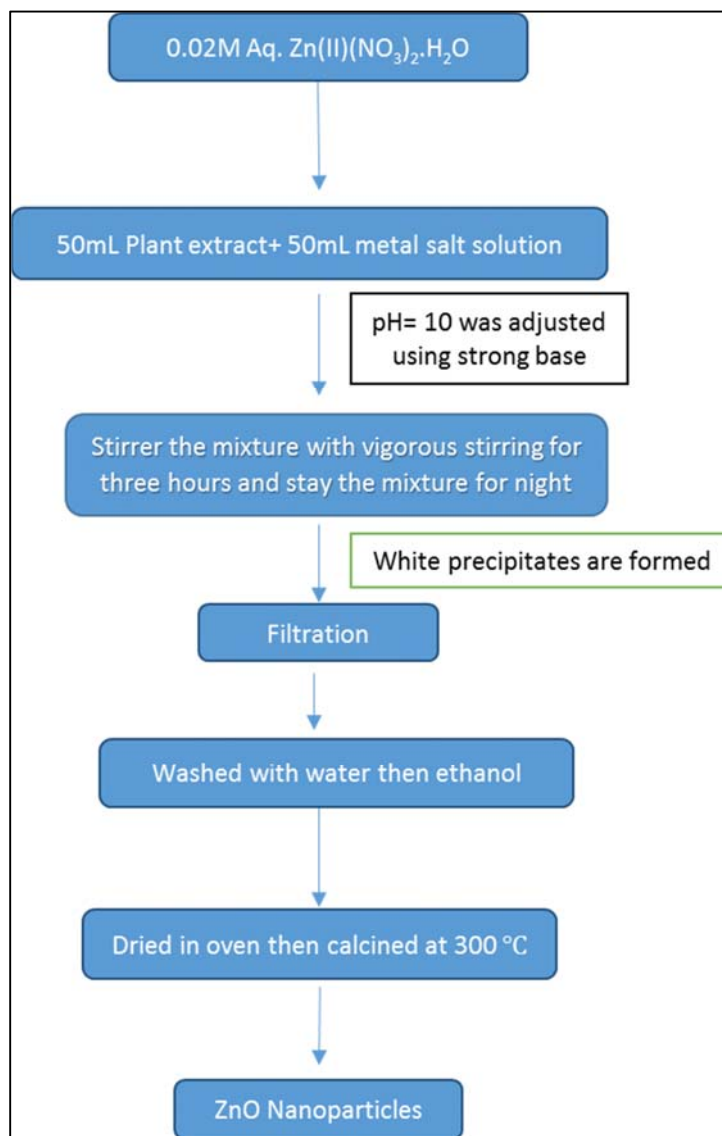 0.02M Aq. Zn(II)(NO₃)₂.H₂O
50mL Plant extract+ 50mL metal salt solution
pH= 10 was adjusted
using strong base
Stirrer the mixture with vigorous stirring for
three hours and stay the mixture for night
White precipitates are formed
Filtration
Washed with water then ethanol
Dried in oven then calcined at 300 °C
ZnO Nanoparticles